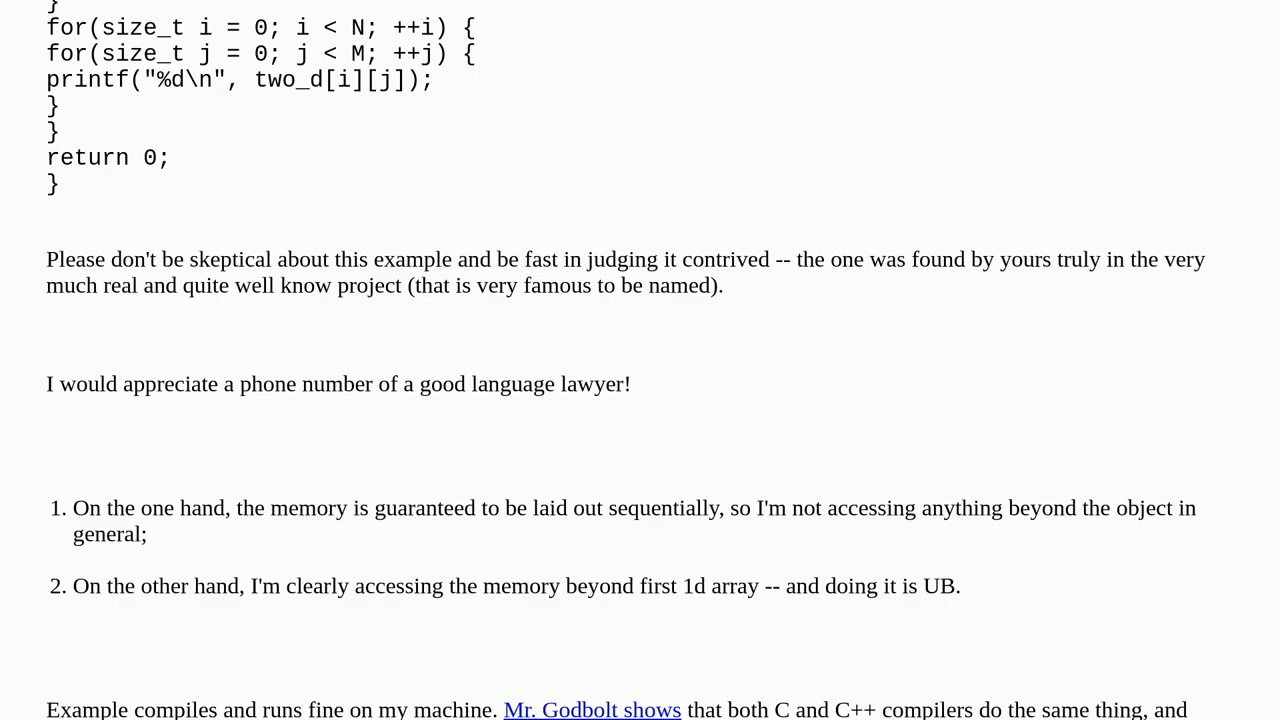 }
for(size_t i = 0; i < N; ++i) {
for(size_t j = 0; j < M; ++j) {
printf("%d\n", two_d[i][j]);
}
}
return 0;
}
Please don't be skeptical about this example and be fast in judging it contrived -- the one was found by yours truly in the very
much real and quite well know project (that is very famous to be named).
I would appreciate a phone number of a good language lawyer!
1. On the one hand, the memory is guaranteed to be laid out sequentially, so I'm not accessing anything beyond the object in
general;
2. On the other hand, I'm clearly accessing the memory beyond first 1d array -- and doing it is UB.
Example compiles and runs fine on my machine. Mr. Godbolt shows that both C and C++ compilers do the same thing, and